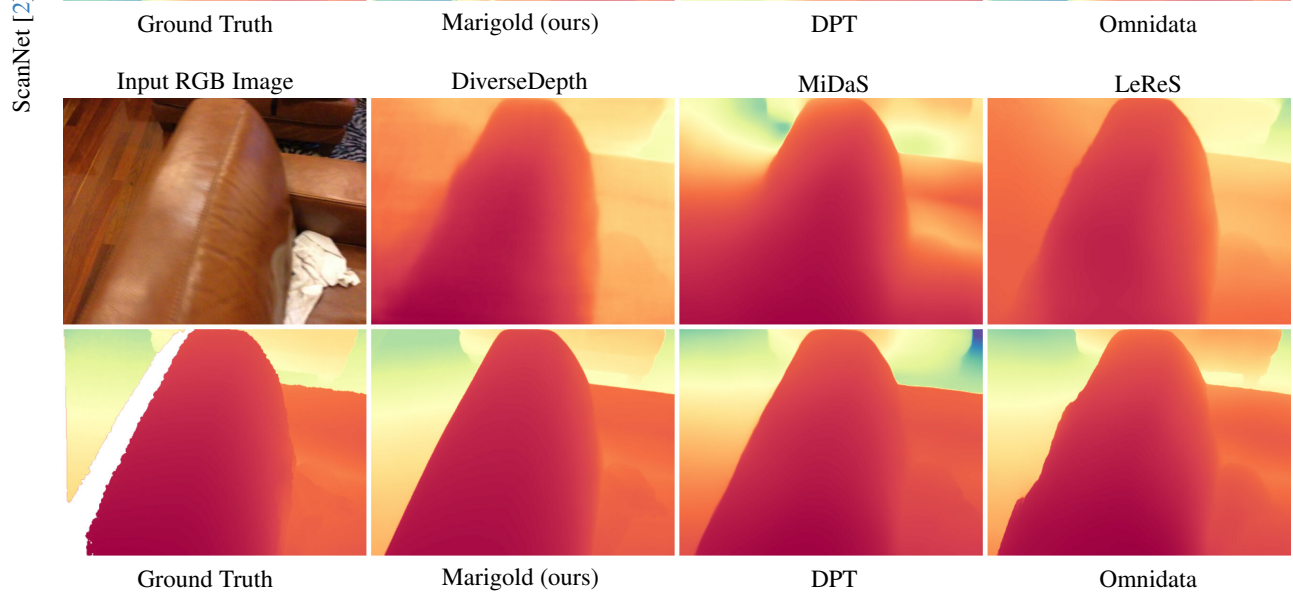 ScanNet [2
Ground Truth Marigold (ours) DPT Omnidata
Input RGB Image DiverseDepth MiDaS LeReS
Ground Truth Marigold (ours) DPT Omnidata